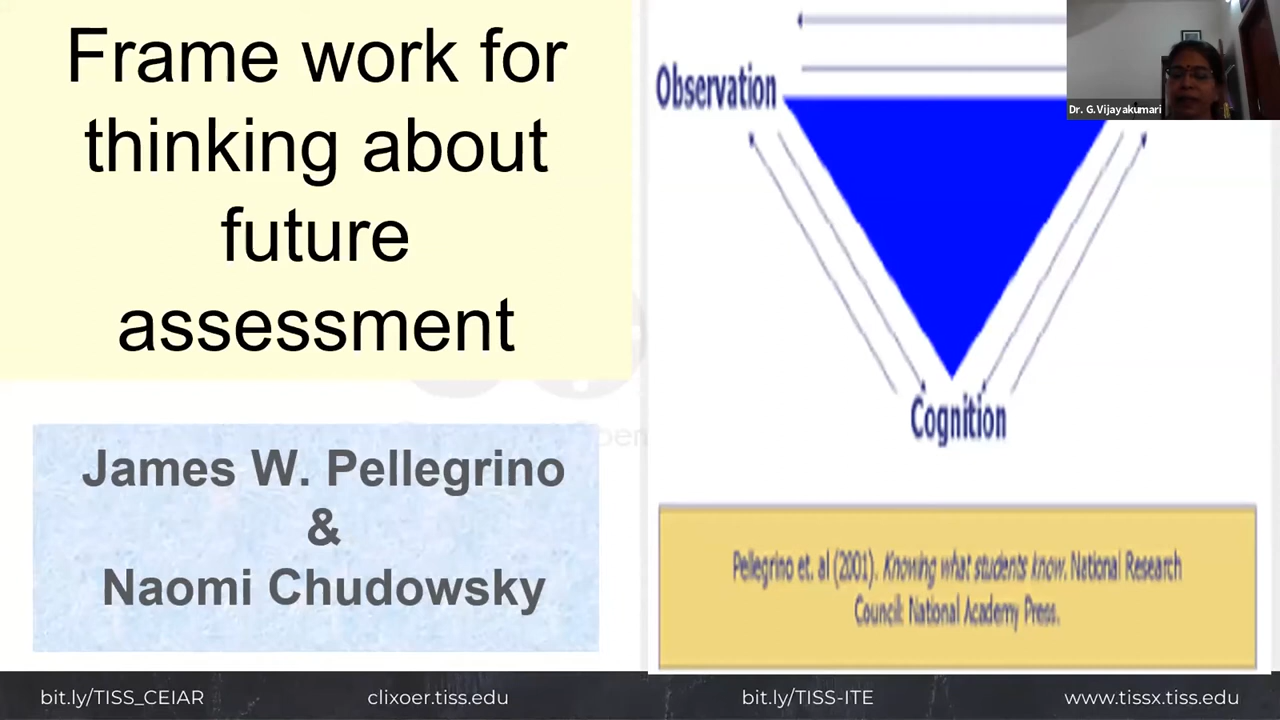 Frame work for
thinking about
future
assessment
James W. Pellegrino
&
Naomi Chudowsky
Observation
Cognition
Pellegrino et. al (2001). Knowing what students know. National Research
Council: National Academy Press.
Dr. G.Vijayakumari
bit.ly/TISS_CEIAR
clixoer.tiss.edu
bit.ly/TISS-ITE
www.tissx.tiss.edu